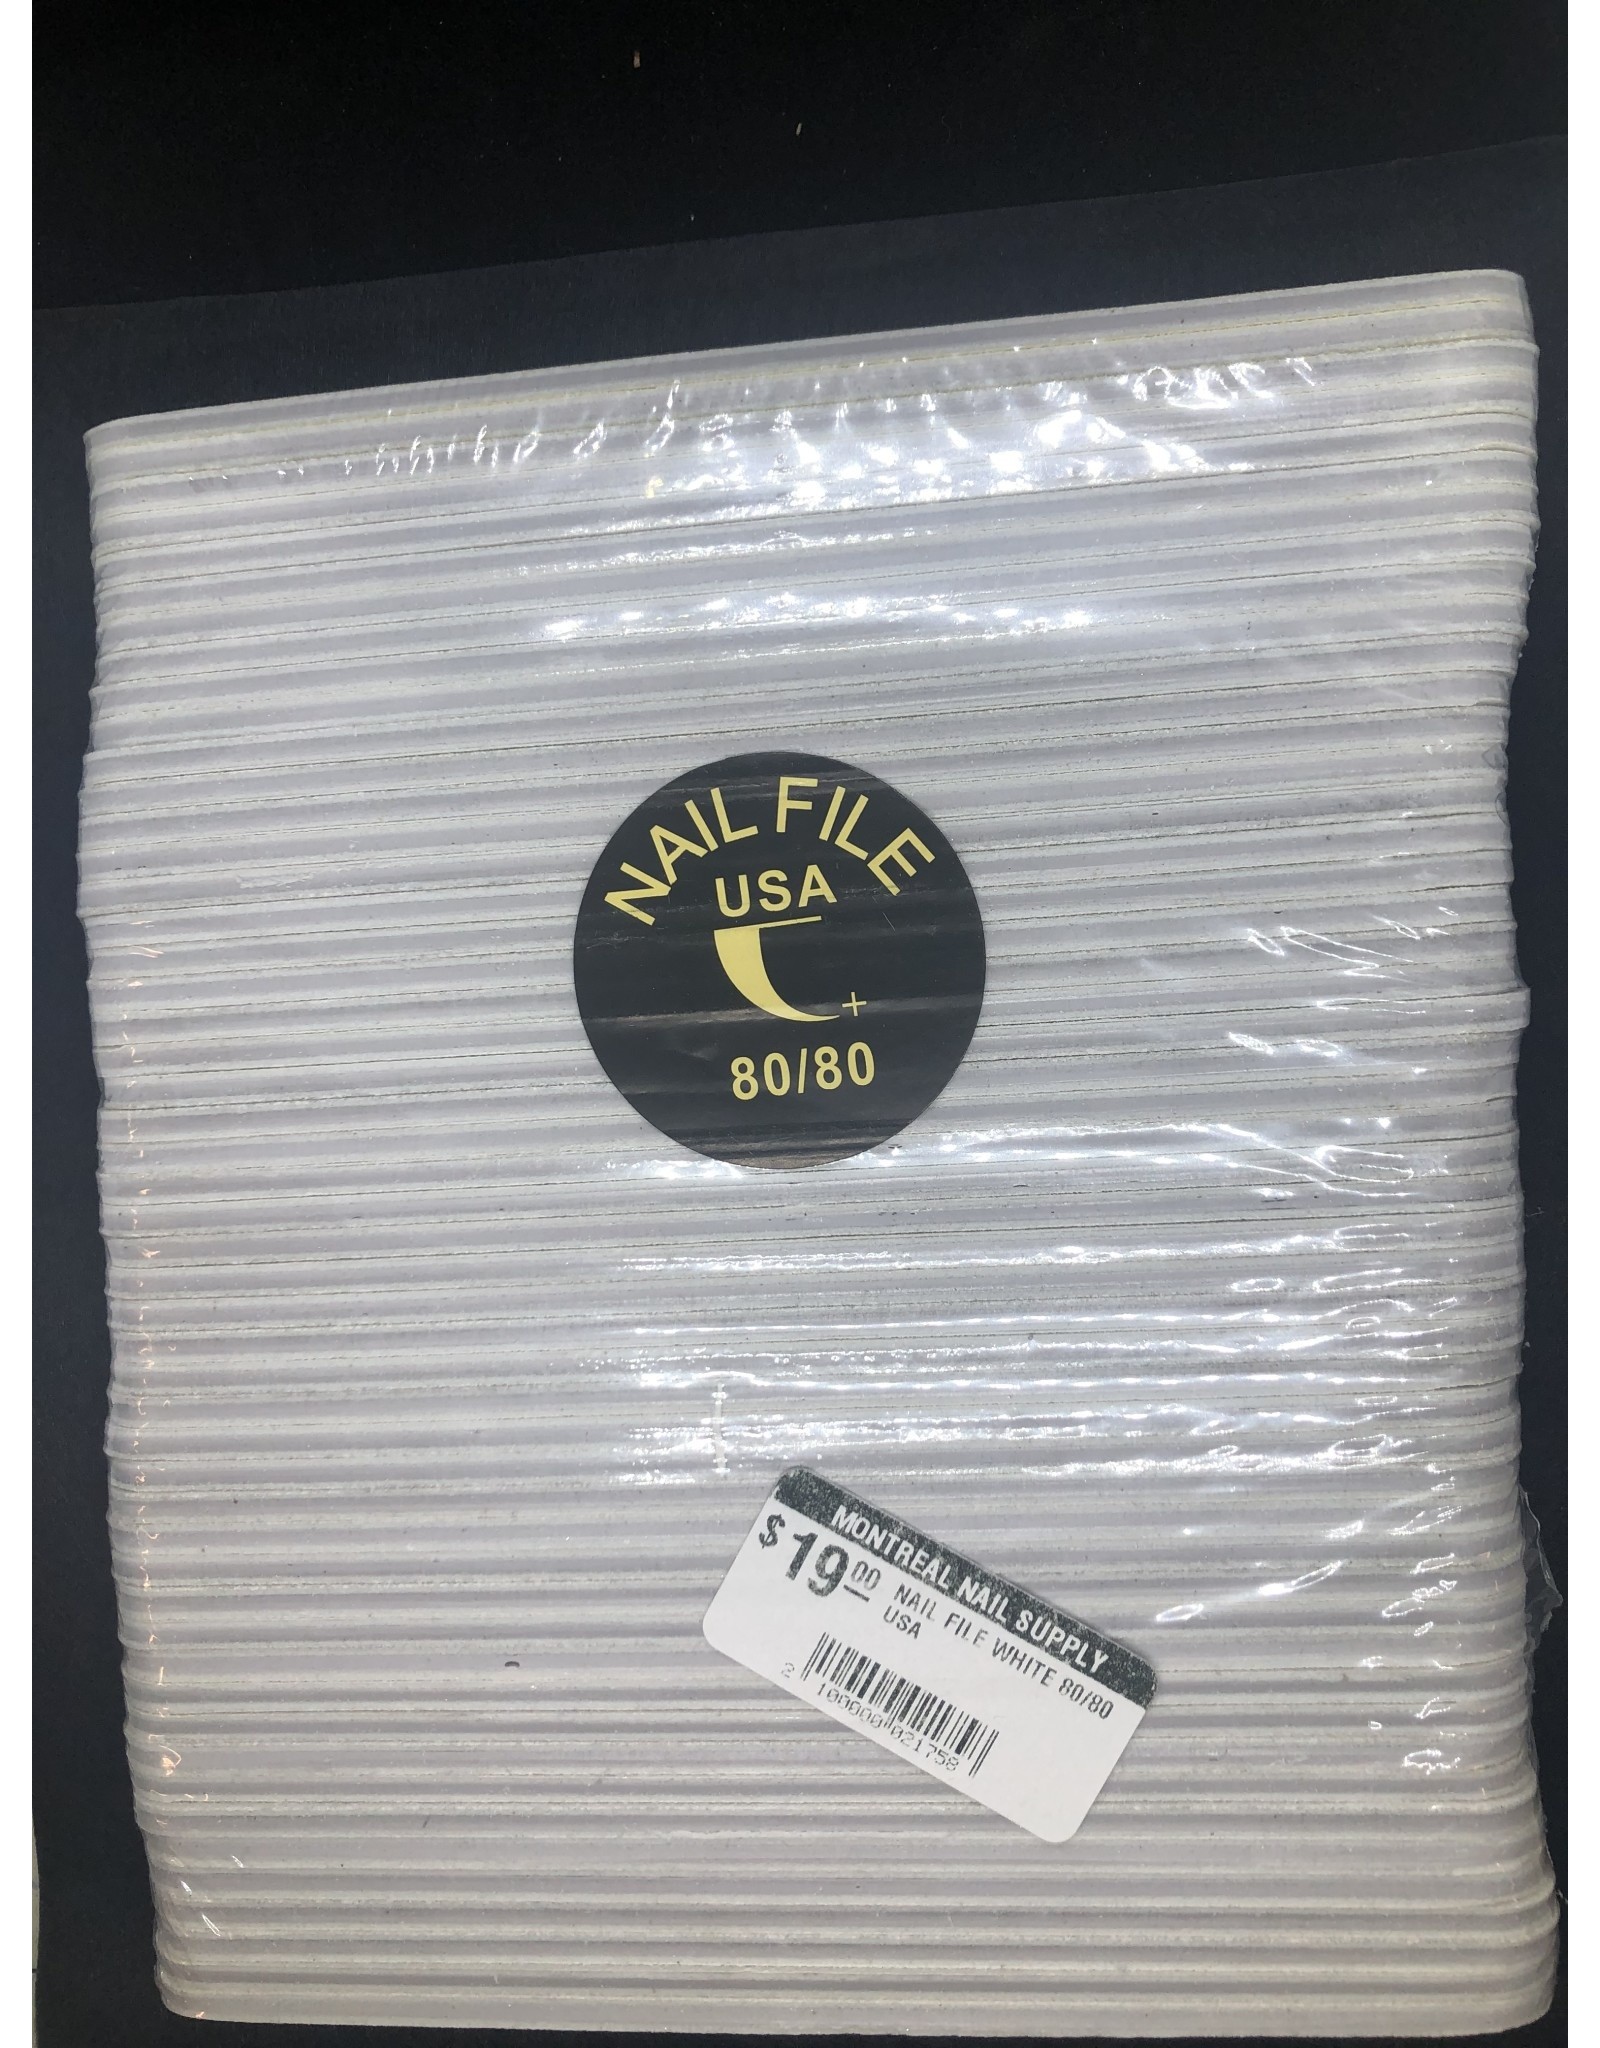 NAIL FILE
USA
80/80
MONTREAL NAIL SUPPLY
$19.00 NAIL FILE WHITE 80/80
USA
2 100000 021758